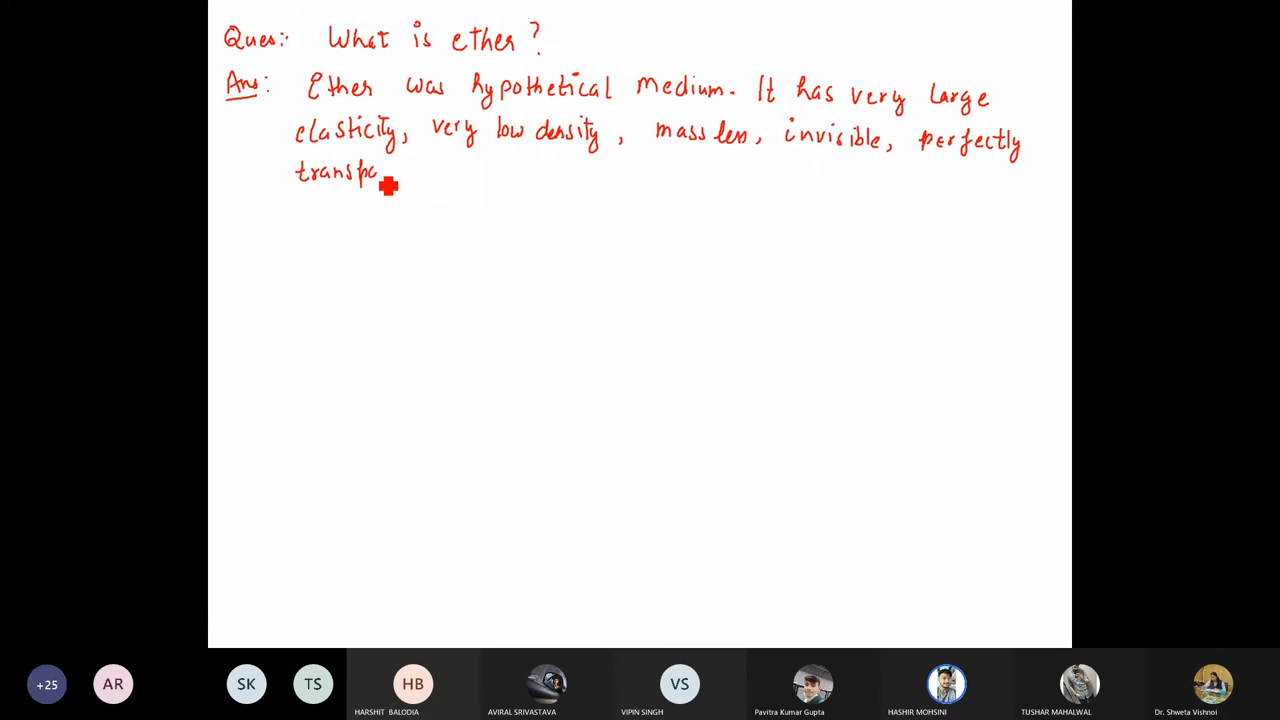 Ques:- What is ether ?
Ans: Ether was hypothetical medium. It has very large
elasticity, very low density, mass less, invisible, perfectly
transpa
+25 AR SK TS HB VS
HARSHIT BALODIA AVIRAL SRIVASTAVA VIPIN SINGH Pavitra Kumar Gupta HASHIR MOHSINI TUSHAR MAHALWAL Dr. Shweta Vishnoi